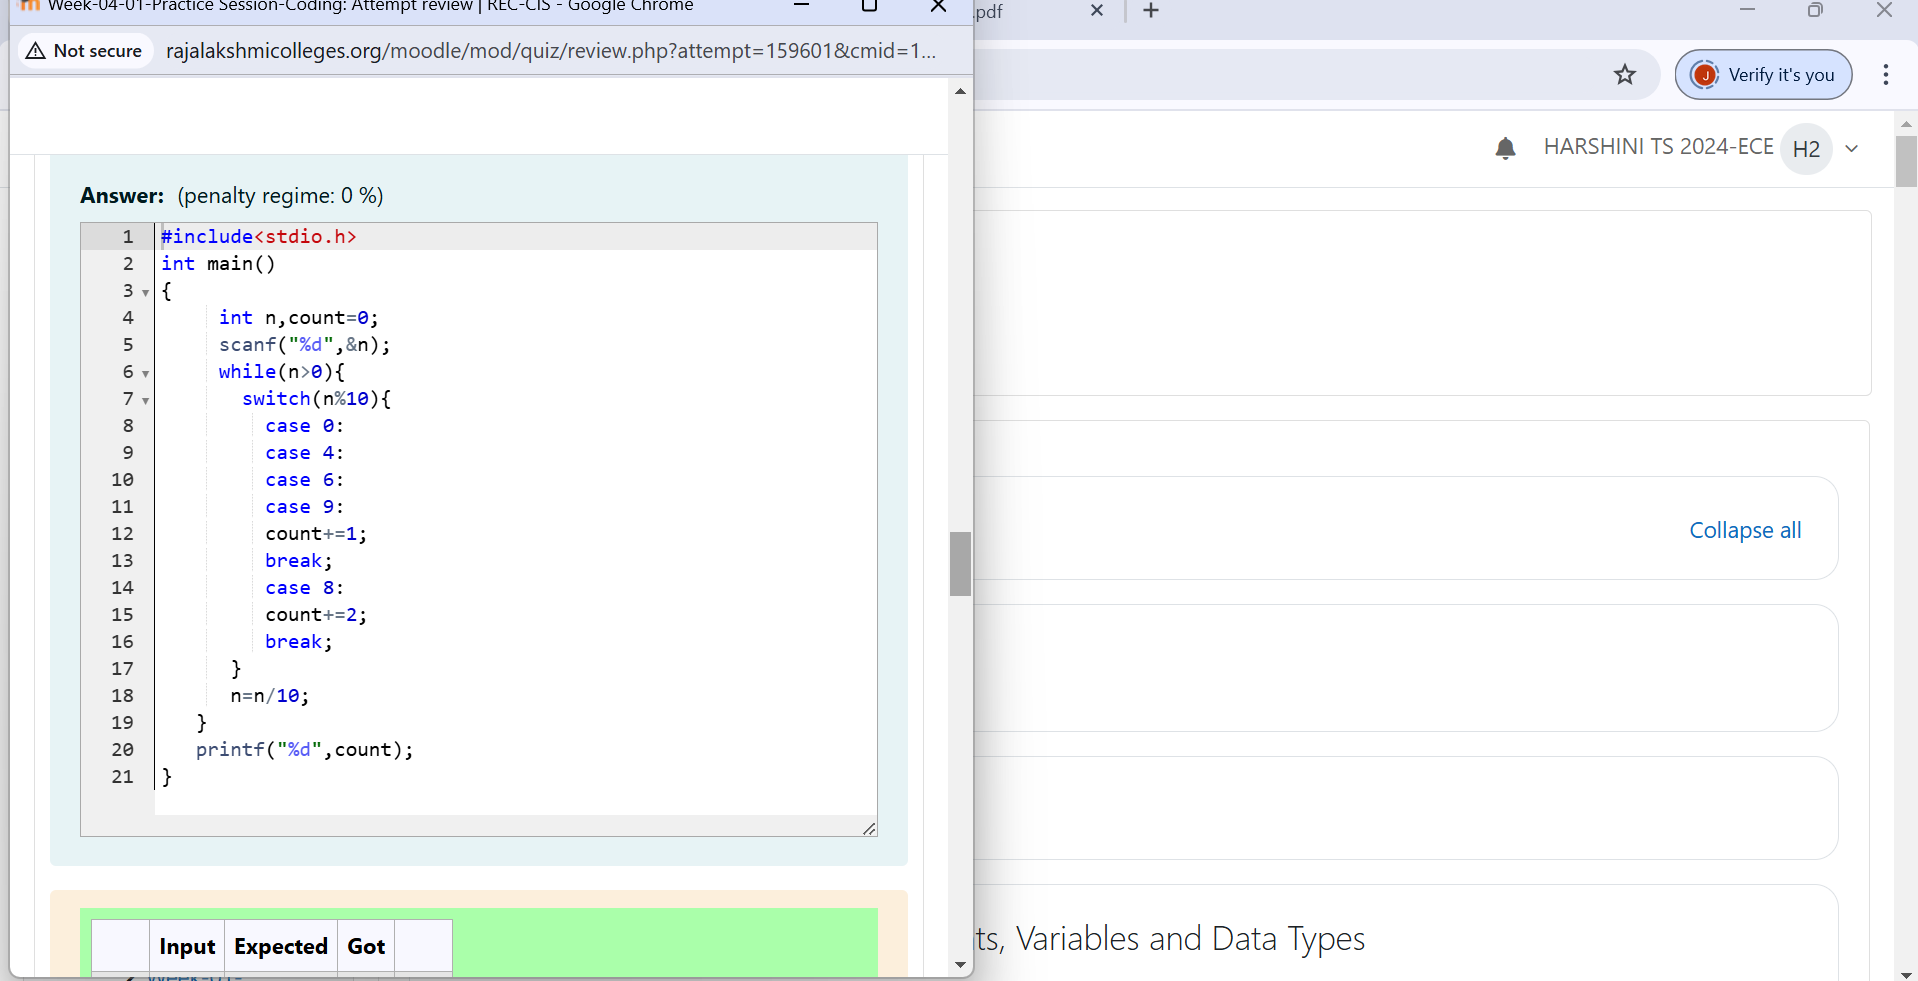 Week-04-01-Practice Session-Coding: Attempt review | REC-CIS - Google Chrome
.pdf
Not secure
rajalakshmicolleges.org/moodle/mod/quiz/review.php?attempt=159601&cmid=1...
J
Verify it's you
HARSHINI TS 2024-ECE
H2
Answer: (penalty regime: 0 %)
1 #include<stdio.h>
2 int main()
3 {
4 int n,count=0;
5 scanf("%d",&n);
6 while(n>0){
7 switch(n%10){
8 case 0:
9 case 4:
10 case 6:
11 case 9:
12 count+=1;
13 break;
14 case 8:
15 count+=2;
16 break;
17 }
18 n=n/10;
19 }
20 printf("%d",count);
21 }
Collapse all
Input Expected Got
ts, Variables and Data Types